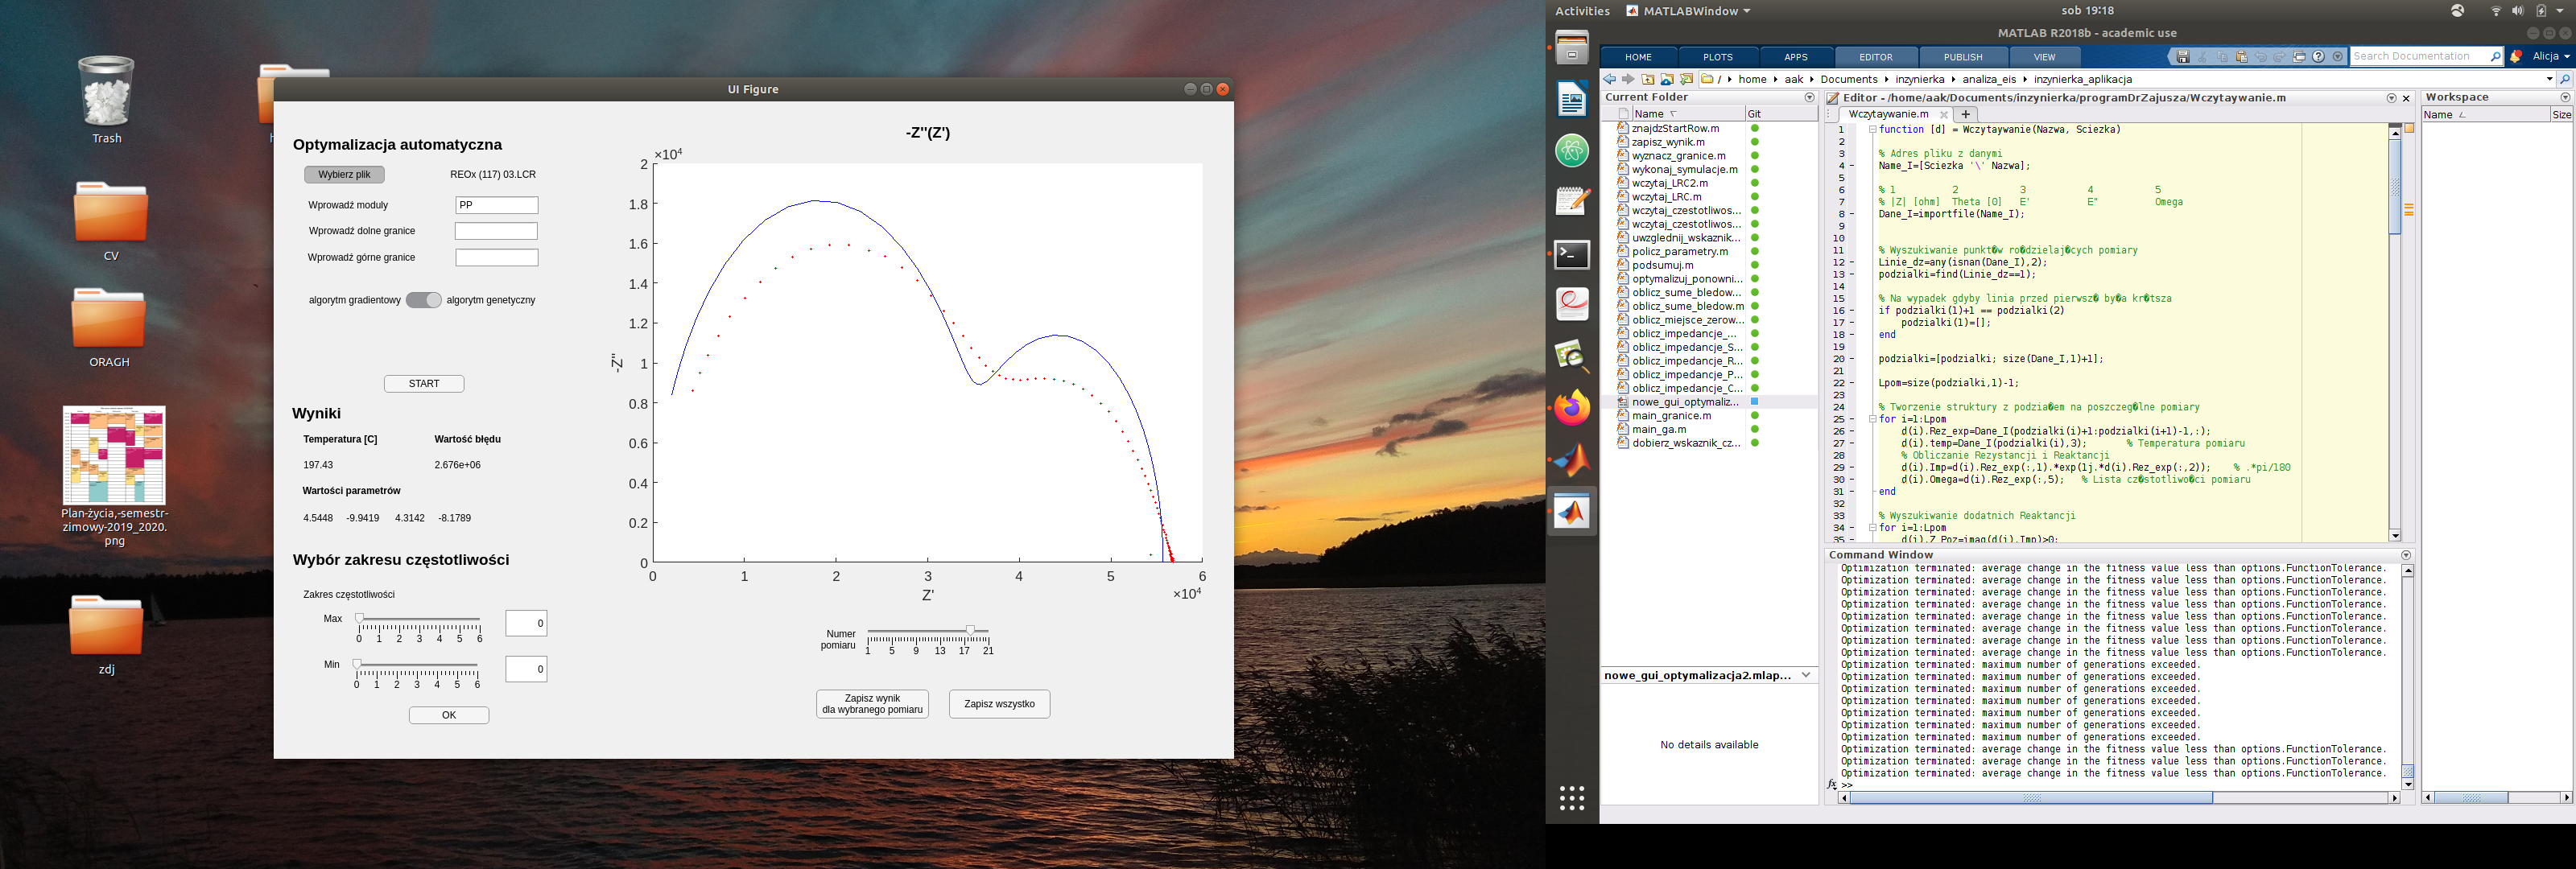 Trash
CV
ORAGH
Plan-życia,-semestr-
zimowy-2019_2020.
png
zdj
UI Figure
Optymalizacja automatyczna
Wybierz plik
REOx (117) 03.LCR
Wprowadź moduly
PP
Wprowadź dolne granice
Wprowadź górne granice
algorytm gradientowy
algorytm genetyczny
START
Wyniki
Temperatura [C]
Wartość błędu
197.43
2.676e+06
Wartości parametrów
4.5448 -9.9419 4.3142 -8.1789
Wybór zakresu częstotliwości
Zakres częstotliwości
Max
0 1 2 3 4 5 6
0
Min
0 1 2 3 4 5 6
0
OK
-Z''(Z')
×10⁴
2
1.8
1.6
1.4
1.2
1
0.8
0.6
0.4
0.2
0
-Z''
0 1 2 3 4 5 6
Z'
×10⁴
Numer
pomiaru
1 5 9 13 17 21
Zapisz wynik
dla wybranego pomiaru
Zapisz wszystko
Activities
MATLABWindow
sob 19:18
MATLAB R2018b - academic use
HOME PLOTS APPS EDITOR PUBLISH VIEW
Search Documentation
Alicja
/ home aak Documents inzynierka analiza_eis inzynierka_aplikacja
Current Folder
Name Git
znajdzStartRow.m
zapisz_wynik.m
wyznacz_granice.m
wykonaj_symulacje.m
wczytaj_LRC2.m
wczytaj_LRC.m
wczytaj_czestotliwos...
wczytaj_czestotliwos...
uwzglednij_wskaznik...
policz_parametry.m
podsumuj.m
optymalizuj_ponowni...
oblicz_sume_bledow...
oblicz_sume_bledow.m
oblicz_miejsce_zerow...
oblicz_impedancje_...
oblicz_impedancje_S...
oblicz_impedancje_R...
oblicz_impedancje_P...
oblicz_impedancje_C...
nowe_gui_optymaliz...
main_granice.m
main_ga.m
dobierz_wskaznik_cz...
nowe_gui_optymalizacja2.mlap...
No details available
Editor - /home/aak/Documents/inzynierka/programDrZajusza/Wczytaywanie.m
Wczytaywanie.m
1 function [d] = Wczytaywanie(Nazwa, Sciezka)
2
3 % Adres pliku z danymi
4 Name_I=[Sciezka '\' Nazwa];
5
6 % 1 2 3 4 5
7 % |Z| [ohm] Theta [O] E' E" Omega
8 Dane_I=importfile(Name_I);
9
10
11 % Wyszukiwanie punkt�w ro�dzielaj�cych pomiary
12 Linie_dz=any(isnan(Dane_I),2);
13 podzialki=find(Linie_dz==1);
14
15 % Na wypadek gdyby linia przed pierwsz� by�a kr�tsza
16 if podzialki(1)+1 == podzialki(2)
17 podzialki(1)=[];
18 end
19
20 podzialki=[podzialki; size(Dane_I,1)+1];
21
22 Lpom=size(podzialki,1)-1;
23
24 % Tworzenie struktury z podzia�em na poszczeg�lne pomiary
25 for i=1:Lpom
26 d(i).Rez_exp=Dane_I(podzialki(i)+1:podzialki(i+1)-1,:);
27 d(i).temp=Dane_I(podzialki(i),3); % Temperatura pomiaru
28 % Obliczanie Rezystancji i Reaktancji
29 d(i).Imp=d(i).Rez_exp(:,1).*exp(1j.*d(i).Rez_exp(:,2)); % .*pi/180
30 d(i).Omega=d(i).Rez_exp(:,5); % Lista cz�stotliwo�ci pomiaru
31 end
32
33 % Wyszukiwanie dodatnich Reaktancji
34 for i=1:Lpom
35 d(i).Z_Poz=imag(d(i).Imp)>0;
Command Window
Optimization terminated: average change in the fitness value less than options.FunctionTolerance.
Optimization terminated: average change in the fitness value less than options.FunctionTolerance.
Optimization terminated: average change in the fitness value less than options.FunctionTolerance.
Optimization terminated: average change in the fitness value less than options.FunctionTolerance.
Optimization terminated: average change in the fitness value less than options.FunctionTolerance.
Optimization terminated: average change in the fitness value less than options.FunctionTolerance.
Optimization terminated: average change in the fitness value less than options.FunctionTolerance.
Optimization terminated: average change in the fitness value less than options.FunctionTolerance.
Optimization terminated: maximum number of generations exceeded.
Optimization terminated: maximum number of generations exceeded.
Optimization terminated: maximum number of generations exceeded.
Optimization terminated: maximum number of generations exceeded.
Optimization terminated: maximum number of generations exceeded.
Optimization terminated: maximum number of generations exceeded.
Optimization terminated: maximum number of generations exceeded.
Optimization terminated: average change in the fitness value less than options.FunctionTolerance.
Optimization terminated: average change in the fitness value less than options.FunctionTolerance.
Optimization terminated: average change in the fitness value less than options.FunctionTolerance.
fx >>
Workspace
Name Size